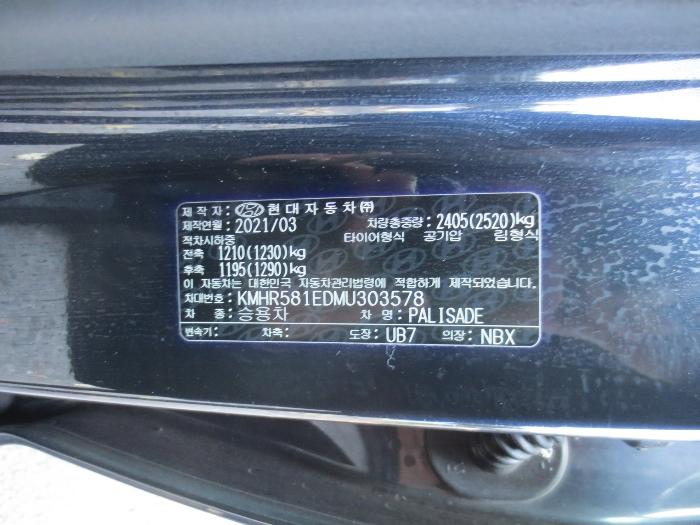 제 작 자 : 현대자동차㈜
제작연월: 2021/03 차량총중량: 2405(2520)kg
적차시하중 타이어형식 공기압 림형식
전축 1210(1230)kg
후축 1195(1290)kg
이 자동차는 대한민국 자동차관리법령에 적합하게 제작되었습니다.
차대번호: KMHR581EDMU303578
차 종: 승용차 차 명: PALISADE
변속기: 차축: 도장: UB7 의장: NBX